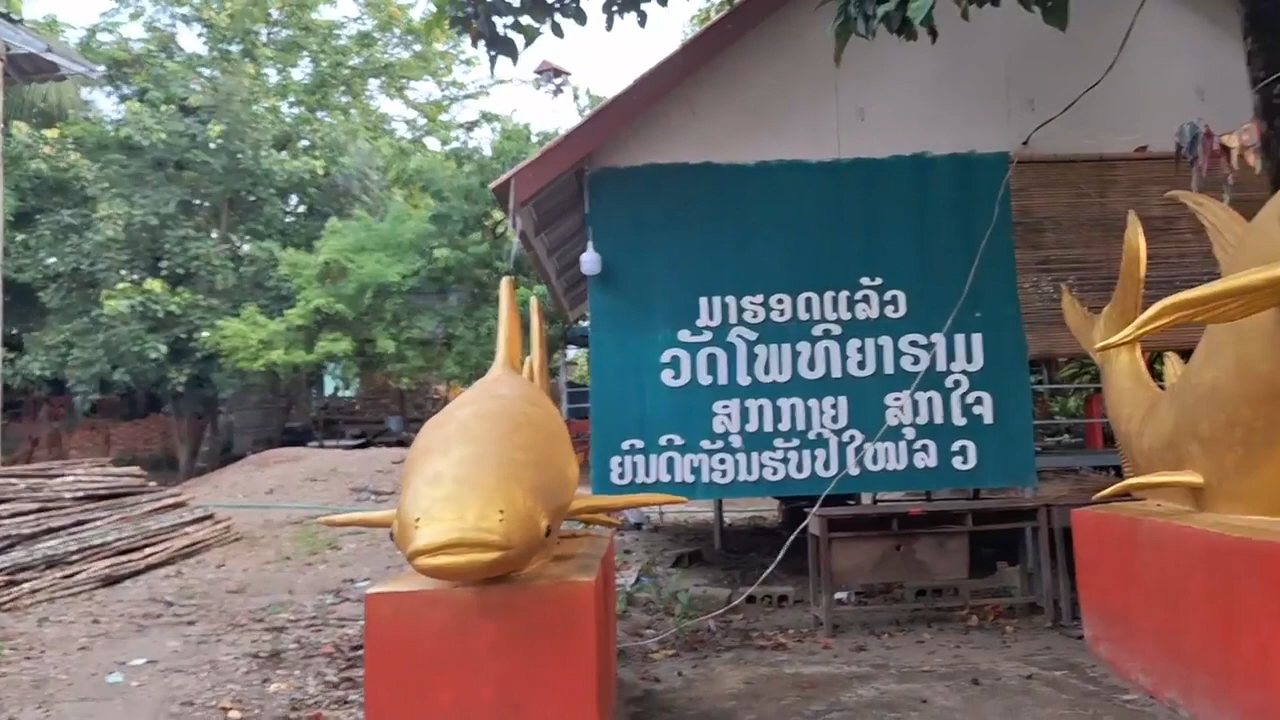 ມາຮອດແລ້ວ
ວັດໂພທິຍາຣາມ
ສຸກກາຍ ສຸກໃຈ
ຍິນດີຕ້ອນຮັບປີໃໝ່ລາວ